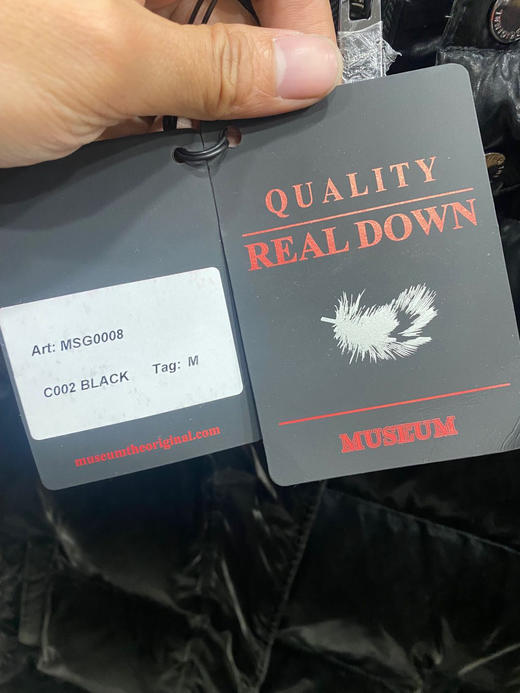 Art: MSG0008
C002 BLACK Tag: M
museumtheoriginal.com
QUALITY
REAL DOWN
MUSEUM